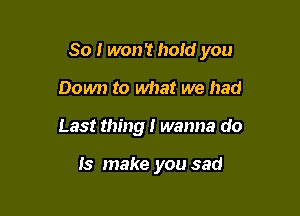 So I won't hold you
Down to what we had
Last thing I wanna do
Is make you sad